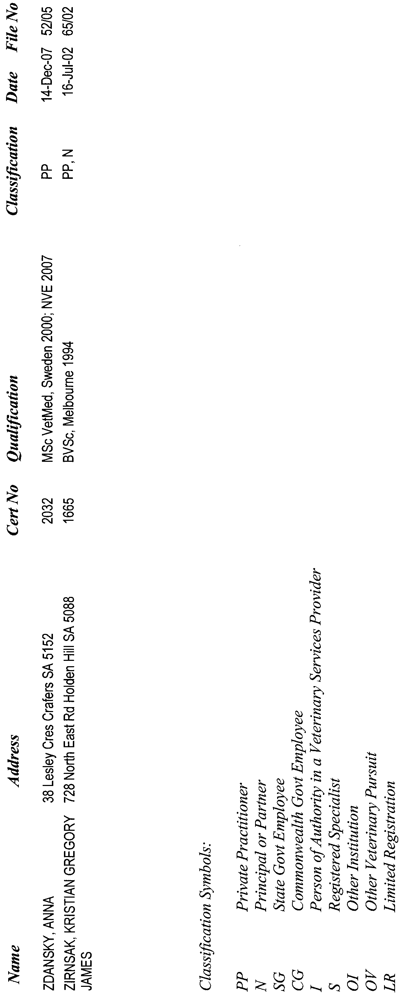 Name Address Cert No Qualification Classification Date File No
ZDANSKY, ANNA 38 Lesley Cres Crafers SA 5152 2032 MSc VetMed, Sweden 2000; NVE 2007 PP 14-Dec-07 52/05
ZIRNSAK, KRISTIAN GREGORY 728 North East Rd Holden Hill SA 5088 1665 BVSc, Melbourne 1994 PP, N 16-Jul-02 65/02
JAMES
Classification Symbols:
PP Private Practitioner
N Principal or Partner
SG State Govt Employee
CG Commonwealth Govt Employee
I Person of Authority in a Veterinary Services Provider
S Registered Specialist
OI Other Institution
OV Other Veterinary Pursuit
LR Limited Registration